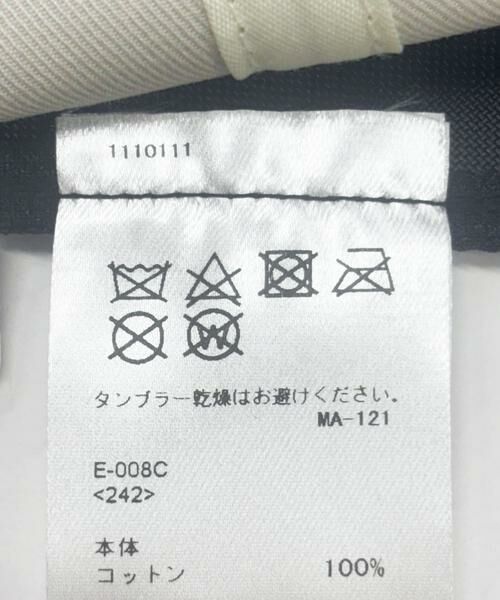 1110111
W
タンブラー乾燥はお避けください。
MA-121
E-008C
<242>
本体
コットン 100%